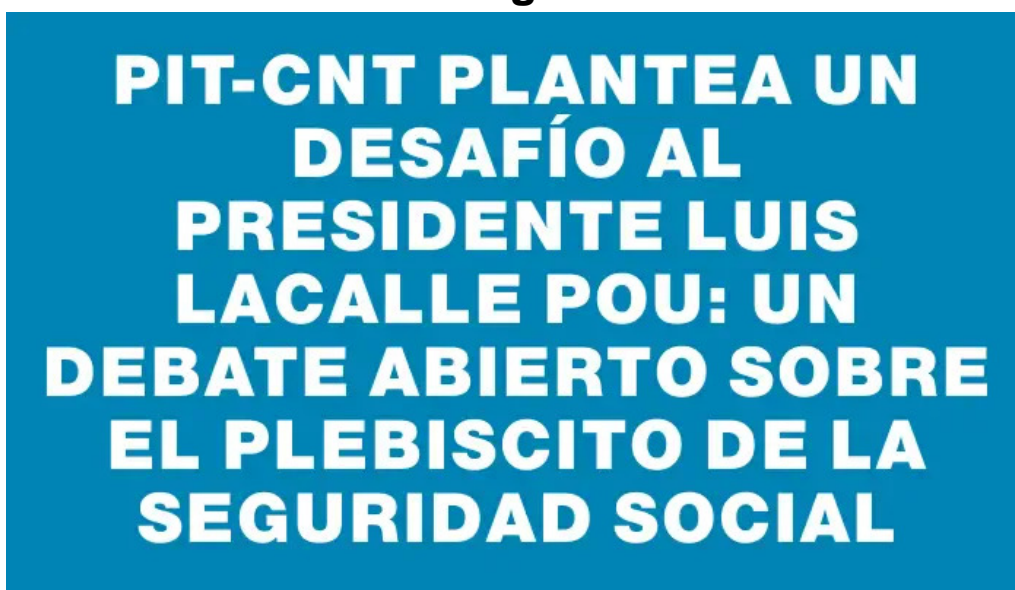 PIT-CNT PLANTEA UN
DESAFÍO AL
PRESIDENTE LUIS
LACALLE POU: UN
DEBATE ABIERTO SOBRE
EL PLEBISCITO DE LA
SEGURIDAD SOCIAL